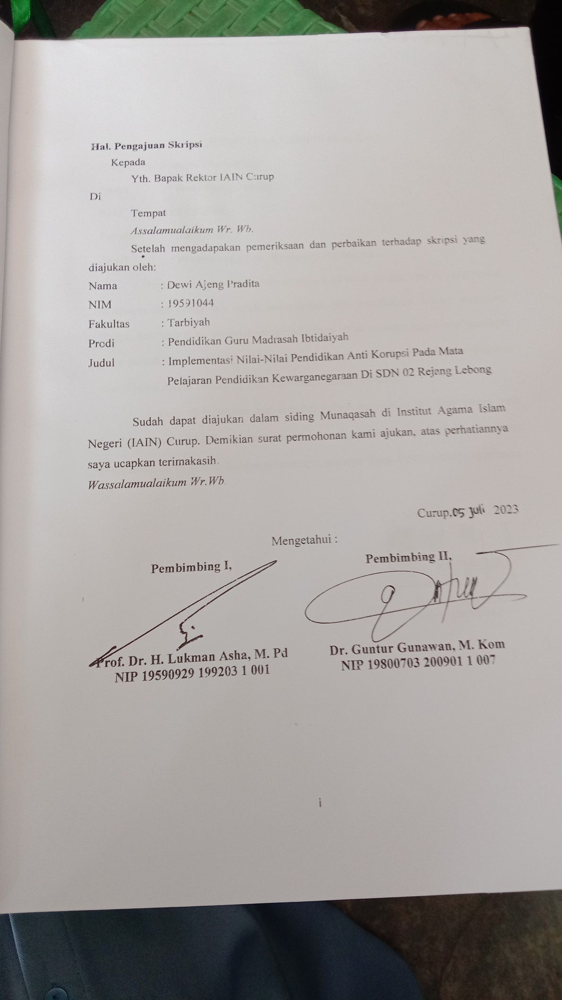 Hal. Pengajuan Skripsi
Kepada
Yth. Bapak Rektor IAIN Curup
Di
Tempat
Assalamualaikum Wr. Wb.
Setelah mengadapakan pemeriksaan dan perbaikan terhadap skripsi yang
diajukan oleh:
Nama : Dewi Ajeng Pradita
NIM : 19591044
Fakultas : Tarbiyah
Prodi : Pendidikan Guru Madrasah Ibtidaiyah
Judul : Implementasi Nilai-Nilai Pendidikan Anti Korupsi Pada Mata
Pelajaran Pendidikan Kewarganegaraan Di SDN 02 Rejang Lebong
Sudah dapat diajukan dalam siding Munaqasah di Institut Agama Islam
Negeri (IAIN) Curup. Demikian surat permohonan kami ajukan, atas perhatiannya
saya ucapkan terimakasih.
Wassalamualaikum Wr.Wb.
Curup, 05 Juli 2023
Mengetahui :
Pembimbing I, Pembimbing II,
Prof. Dr. H. Lukman Asha, M. Pd Dr. Guntur Gunawan, M. Kom
NIP 19590929 199203 1 001 NIP 19800703 200901 1 007
i